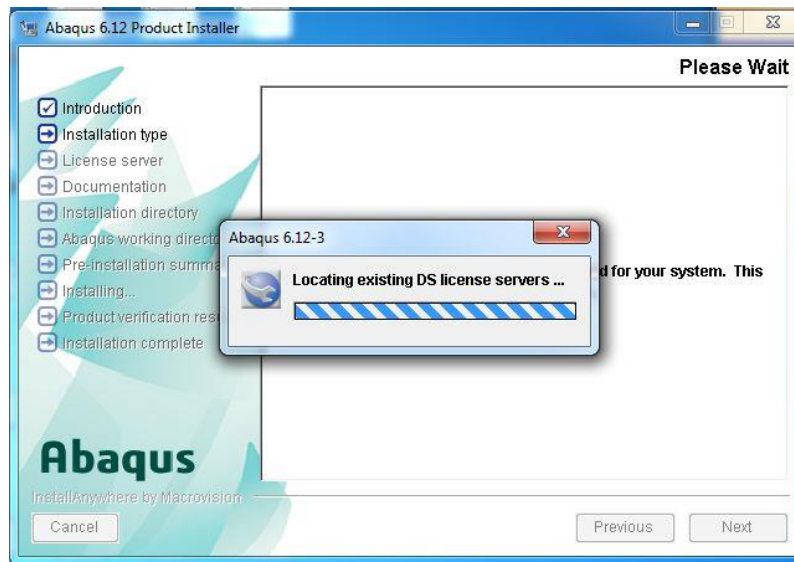 Abaqus 6.12 Product Installer
Please Wait
Introduction
Installation type
License server
Documentation
Installation directory
Abaqus working directo
Pre-installation summa
Installing...
Product verification resu
Installation complete
Abaqus 6.12-3
Locating existing DS license servers ...
d for your system. This
Abaqus
InstallAnywhere by Macrovision
Cancel
Previous
Next